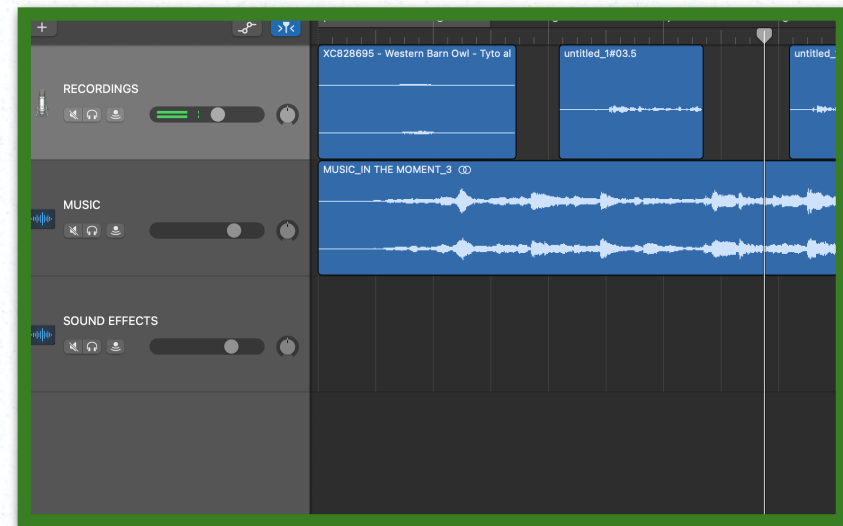 XC828695 - Western Barn Owl - Tyto al
untitled_1#03.5
untitled_
RECORDINGS
MUSIC_IN THE MOMENT_3
MUSIC
SOUND EFFECTS